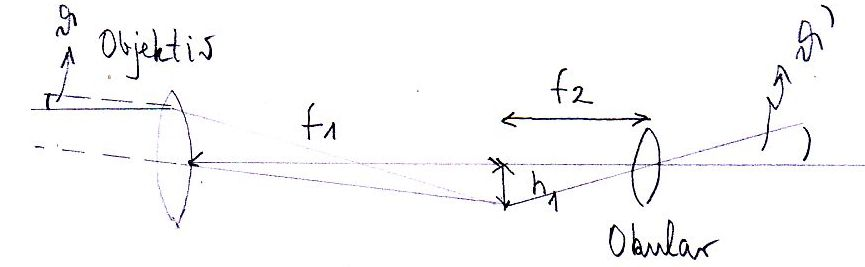 ϑ
Objektiv
ϑ'
f2
f1
h1
Okular